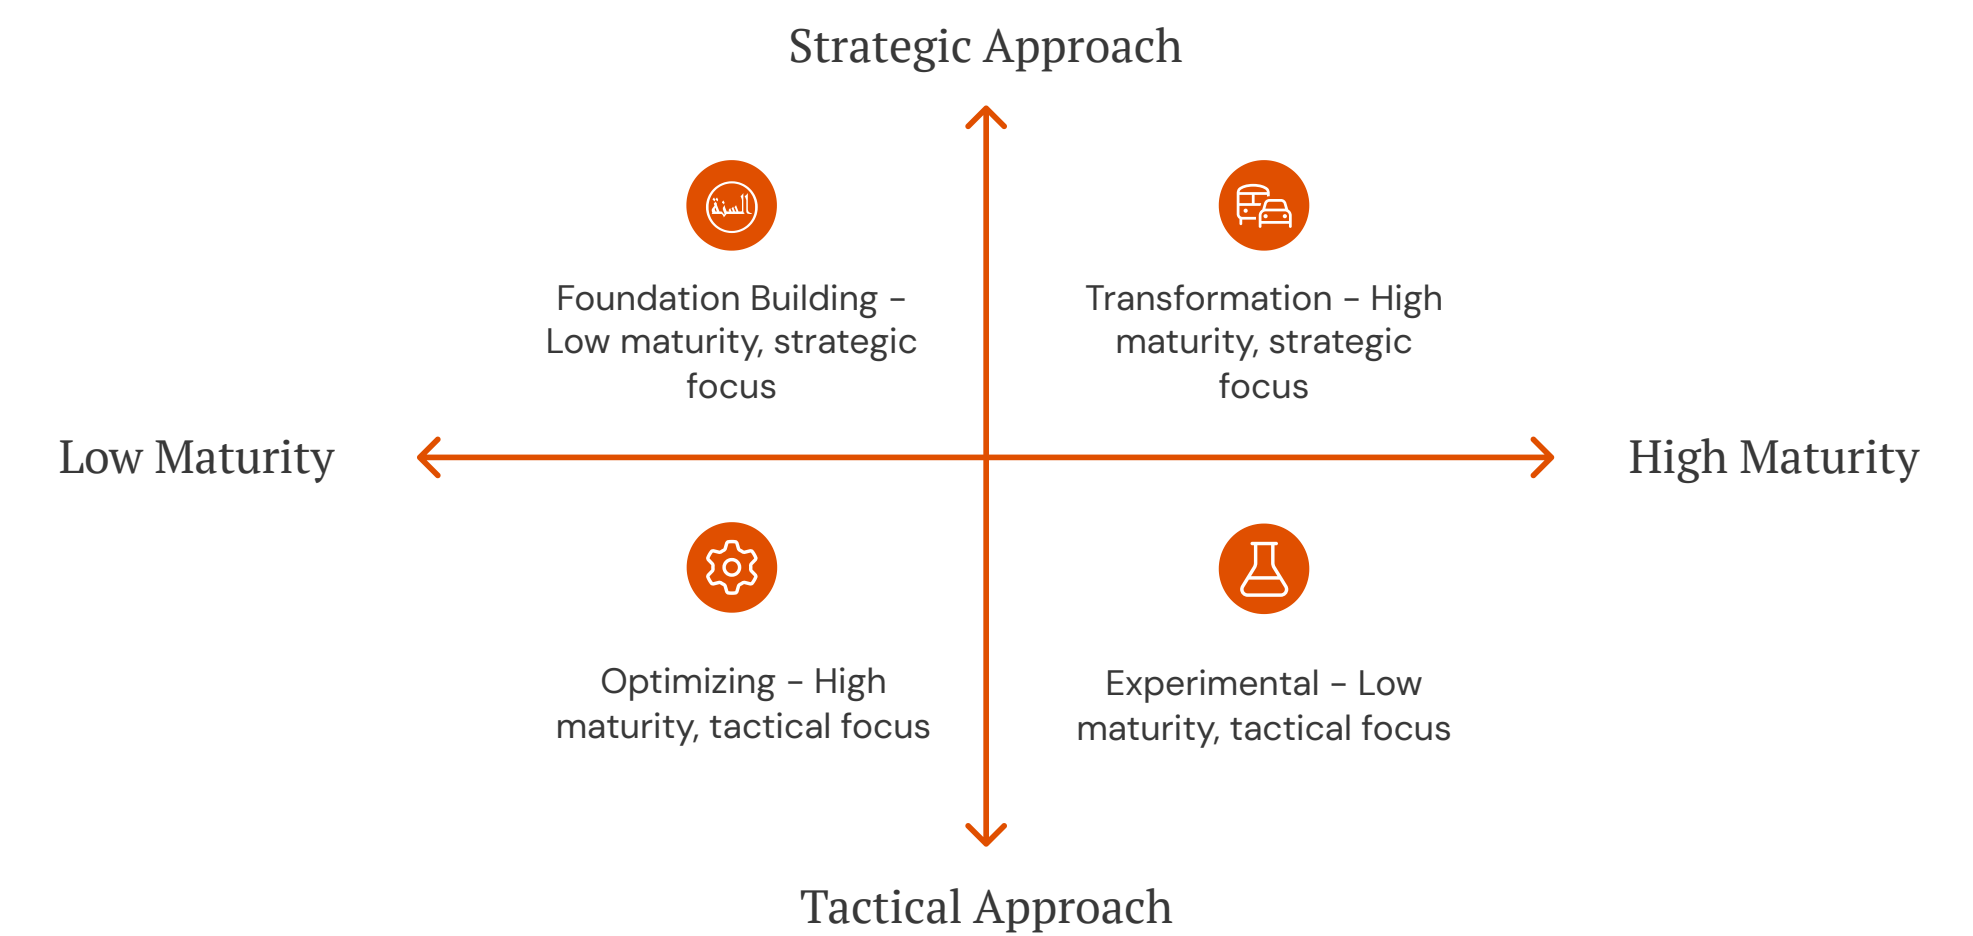 Strategic Approach
السنة
Foundation Building -
Low maturity, strategic
focus
Transformation - High
maturity, strategic
focus
Low Maturity
High Maturity
Optimizing - High
maturity, tactical focus
Experimental - Low
maturity, tactical focus
Tactical Approach